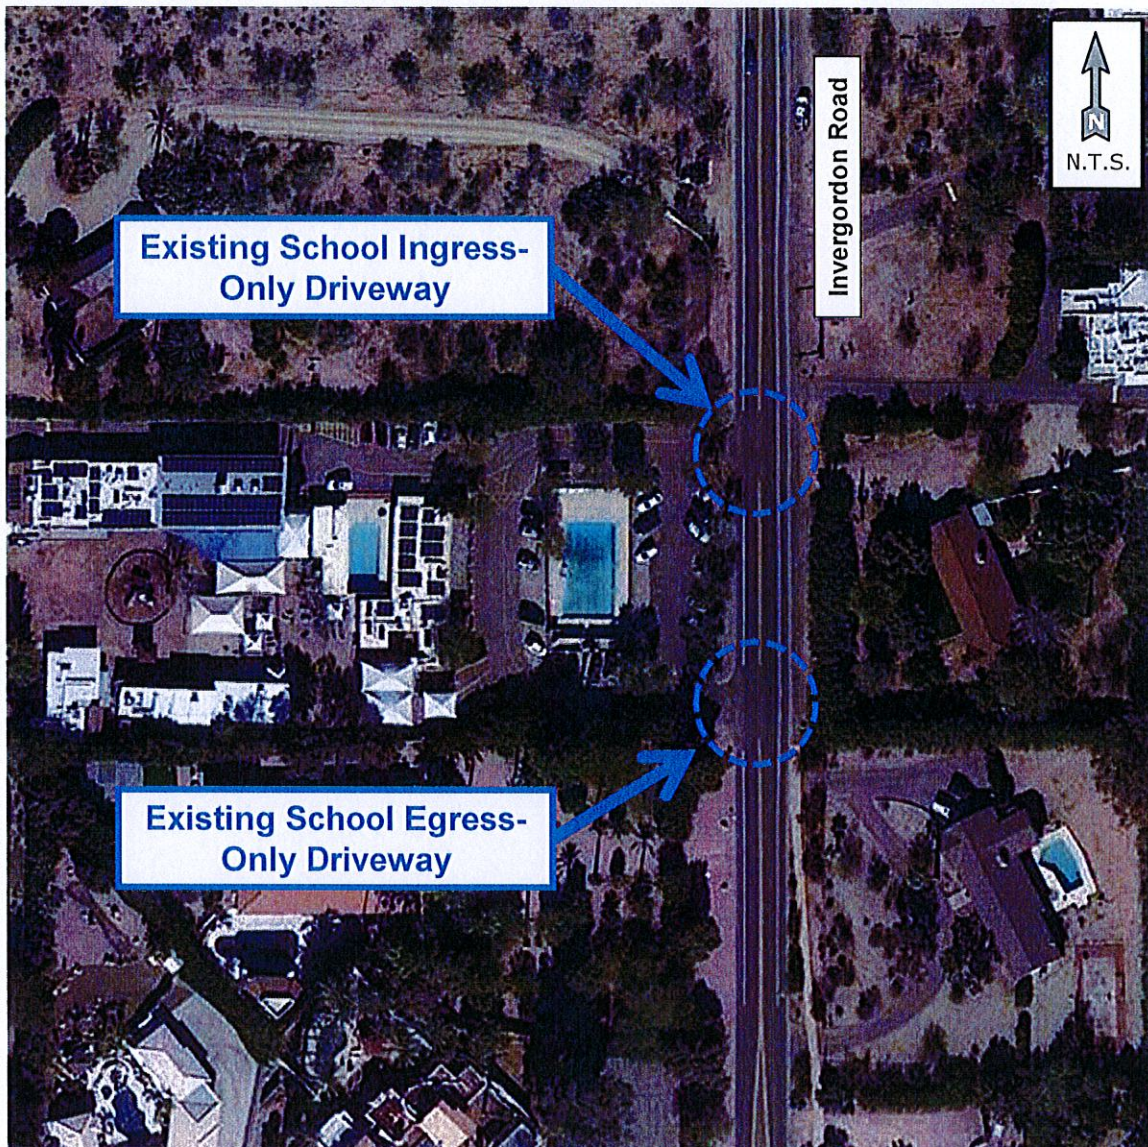 Invergordon Road
N
N.T.S.
Existing School Ingress-
Only Driveway
Existing School Egress-
Only Driveway